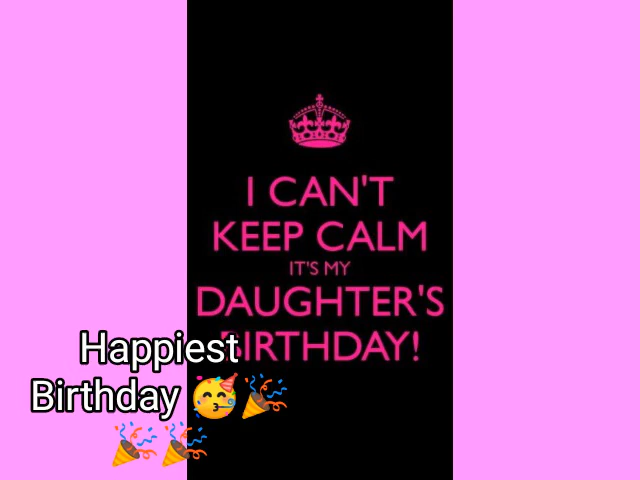 I CAN'T
KEEP CALM
IT'S MY
DAUGHTER'S
BIRTHDAY!
Happiest
Birthday 🥳🎉
🎉🎉